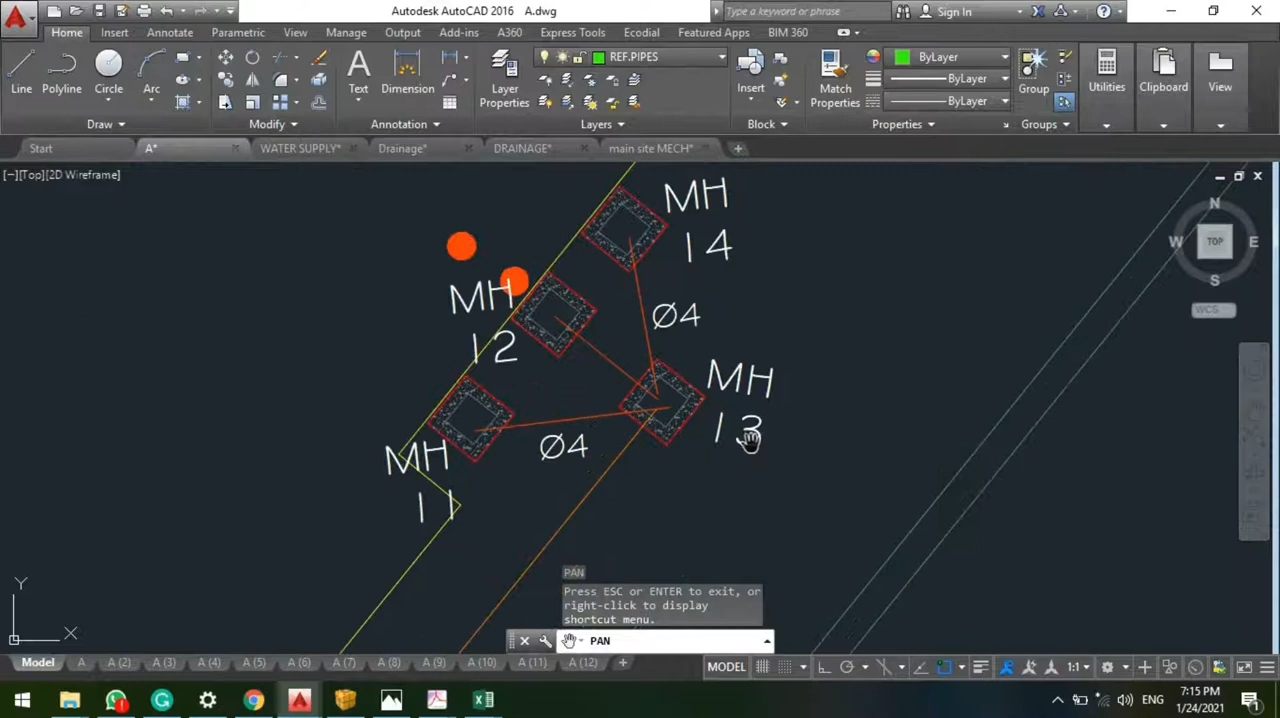 Autodesk AutoCAD 2016 A.dwg
Type a keyword or phrase
Sign In
Home Insert Annotate Parametric View Manage Output Add-ins A360 Express Tools Ecodial Featured Apps BIM 360
Line Polyline Circle Arc
Text Dimension
Layer Properties
REF.PIPES
Insert
Match Properties
ByLayer
ByLayer
ByLayer
Group
Utilities
Clipboard
View
Draw Modify Annotation Layers Block Properties Groups
Start A* WATER SUPPLY* Drainage* DRAINAGE* main site MECH*
[−][Top][2D Wireframe]
N
W TOP E
S
WCS
MH
14
MH
12
Ø4
MH
13
Ø4
MH
11
PAN
Press ESC or ENTER to exit, or
right-click to display
shortcut menu.
PAN
Y
X
Model A A (2) A (3) A (4) A (5) A (6) A (7) A (8) A (9) A (10) A (11) A (12)
MODEL 1:1
ENG
7:15 PM
1/24/2021